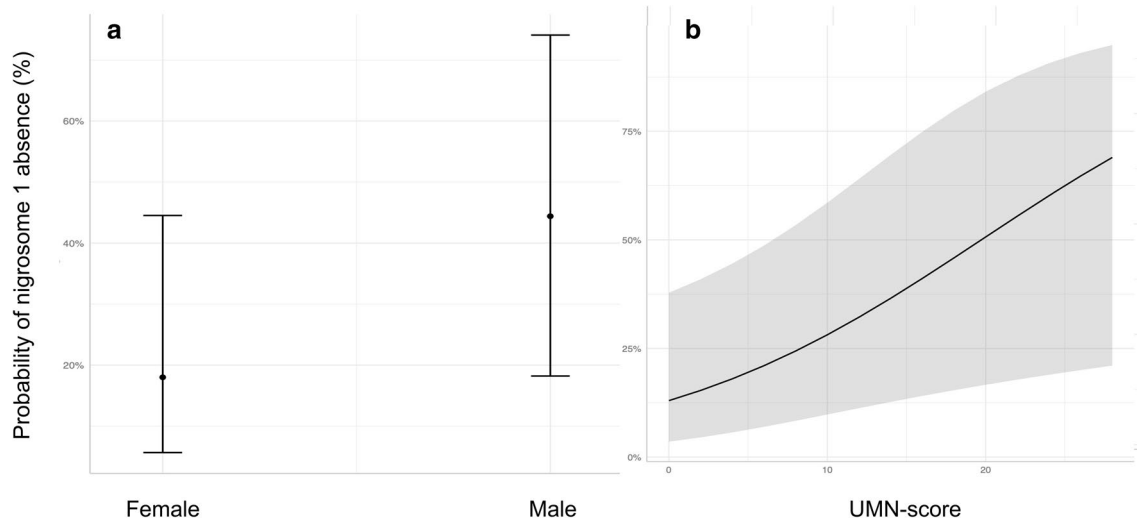 a
b
Probability of nigrosome 1 absence (%)
60%
40%
20%
75%
50%
25%
0%
0
10
20
Female
Male
UMN-score